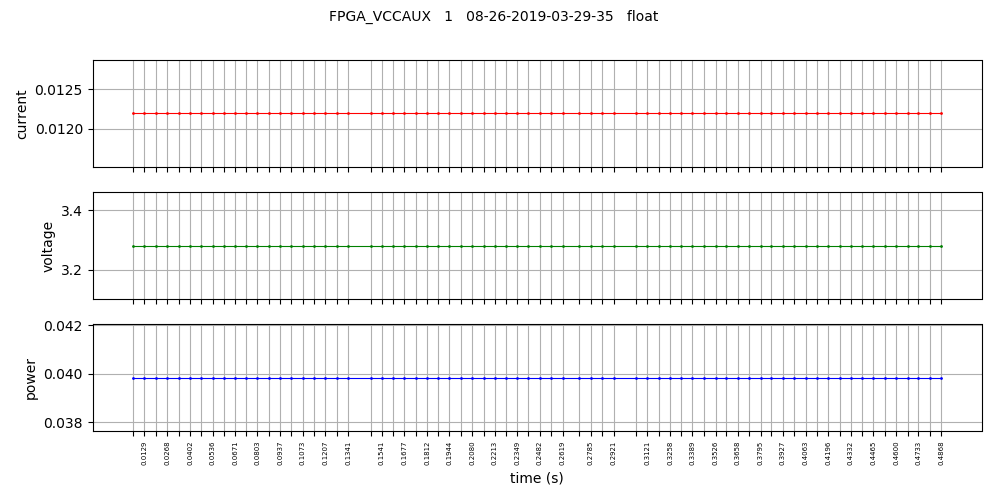 FPGA_VCCAUX 1 08-26-2019-03-29-35 float
0.0125
0.0120
current
3.4
3.2
voltage
0.042
0.040
0.038
power
0.0129 0.0268 0.0402 0.0536 0.0671 0.0803 0.0937 0.1073 0.1207 0.1341 0.1541 0.1677 0.1812 0.1944 0.2080 0.2213 0.2349 0.2482 0.2619 0.2785 0.2921 0.3121 0.3258 0.3389 0.3526 0.3658 0.3795 0.3927 0.4063 0.4196 0.4332 0.4465 0.4600 0.4733 0.4868
time (s)